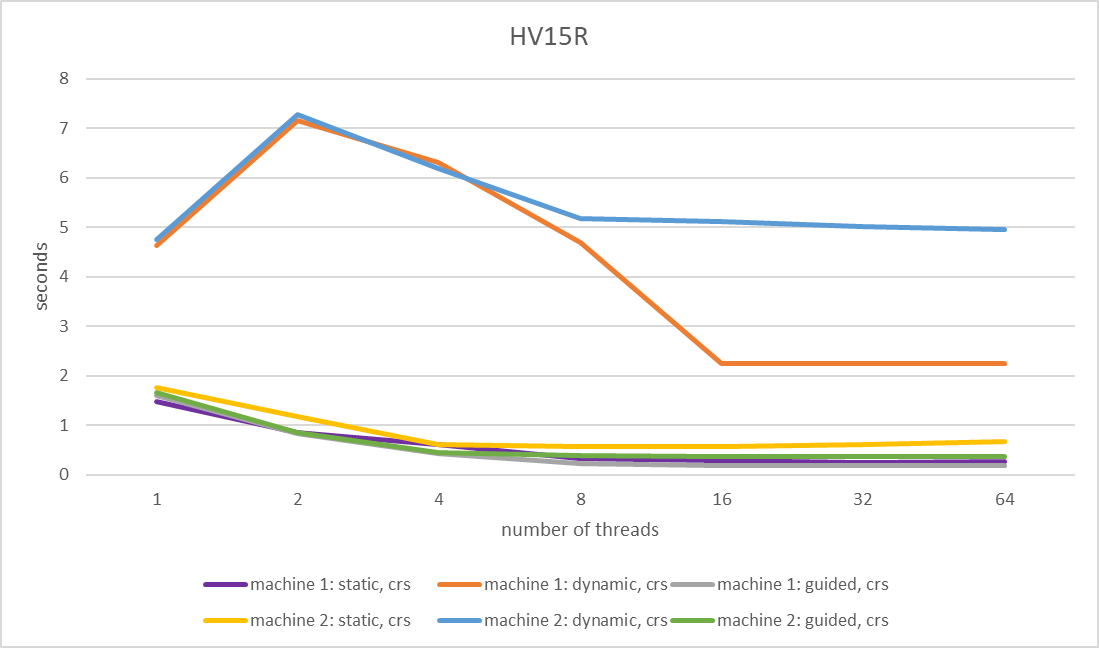 HV15R
8
7
6
5
4
3
2
1
0
seconds
1 2 4 8 16 32 64
number of threads
machine 1: static, crs machine 1: dynamic, crs machine 1: guided, crs
machine 2: static, crs machine 2: dynamic, crs machine 2: guided, crs